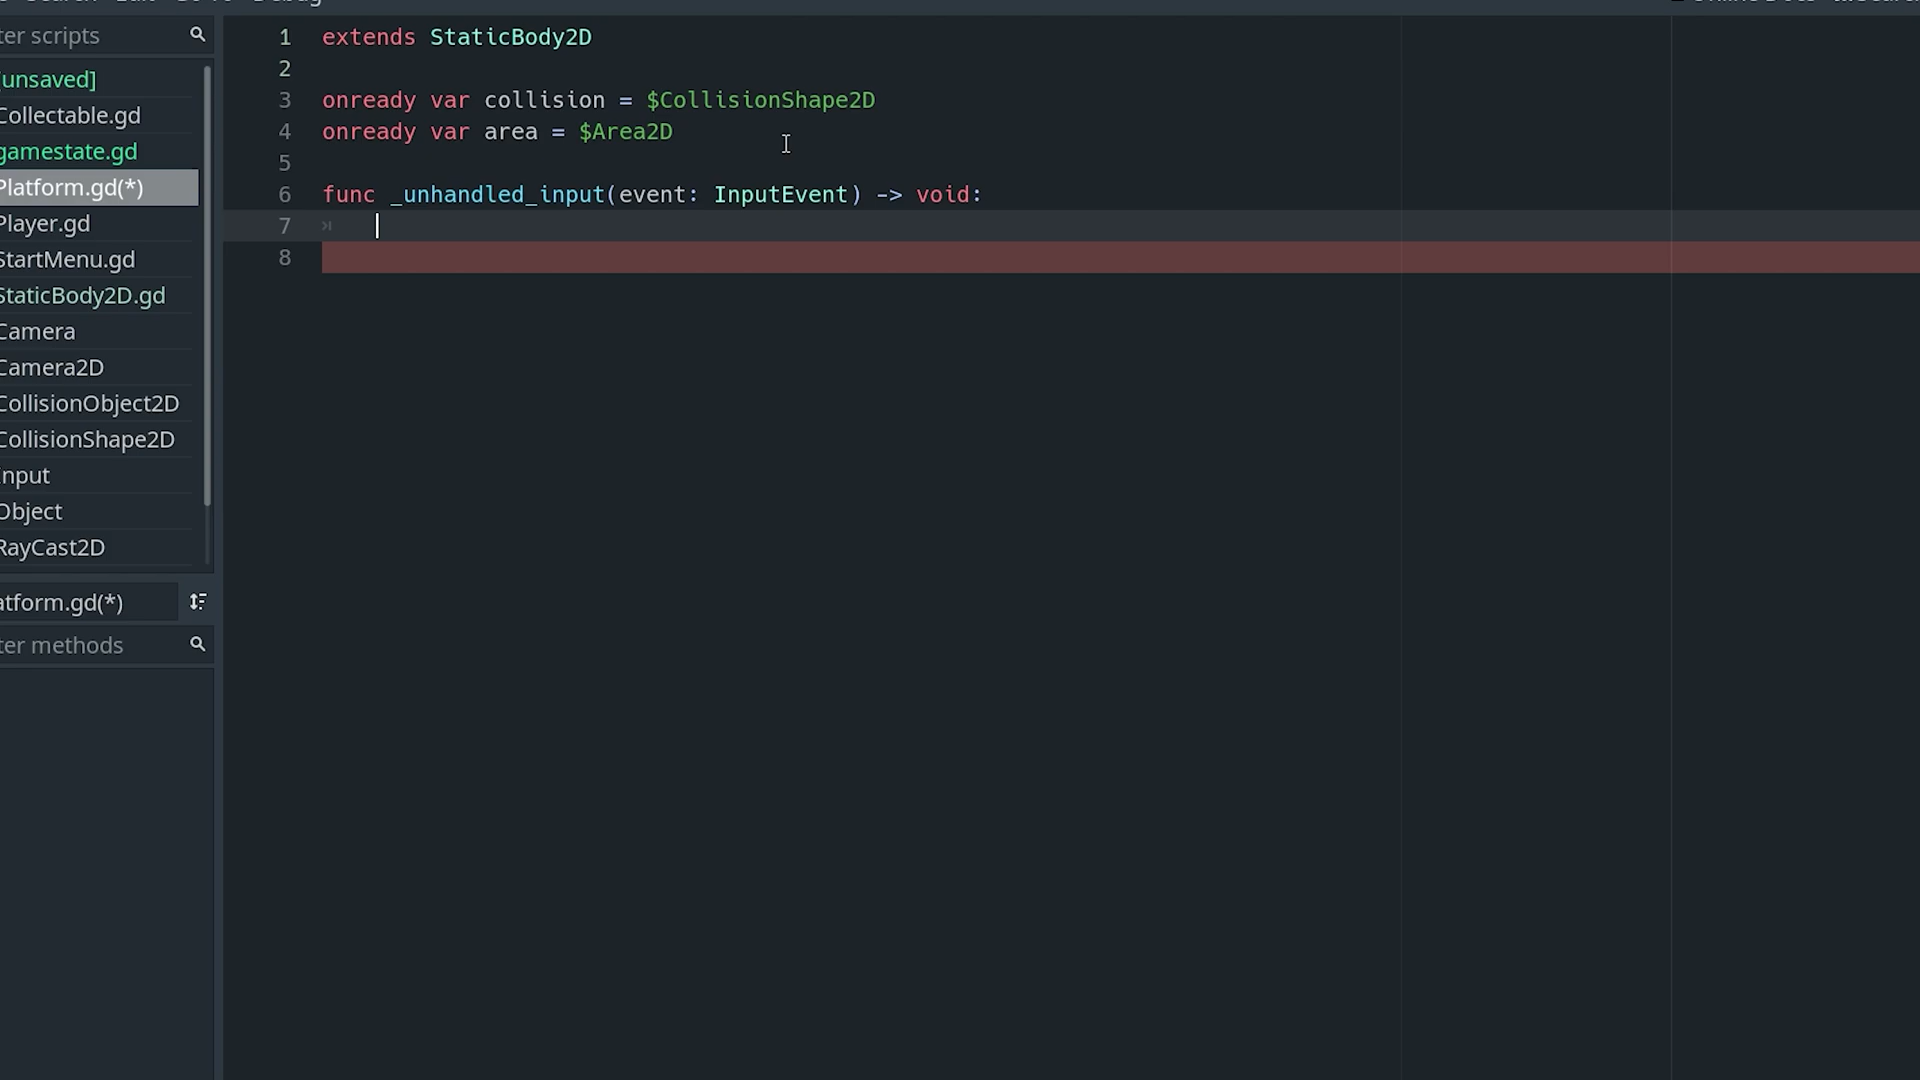 ter scripts
unsaved]
Collectable.gd
gamestate.gd
Platform.gd(*)
Player.gd
StartMenu.gd
StaticBody2D.gd
Camera
Camera2D
CollisionObject2D
CollisionShape2D
Input
Object
RayCast2D
atform.gd(*)
ter methods
1 extends StaticBody2D
2
3 onready var collision = $CollisionShape2D
4 onready var area = $Area2D
5
6 func _unhandled_input(event: InputEvent) -> void:
7
8